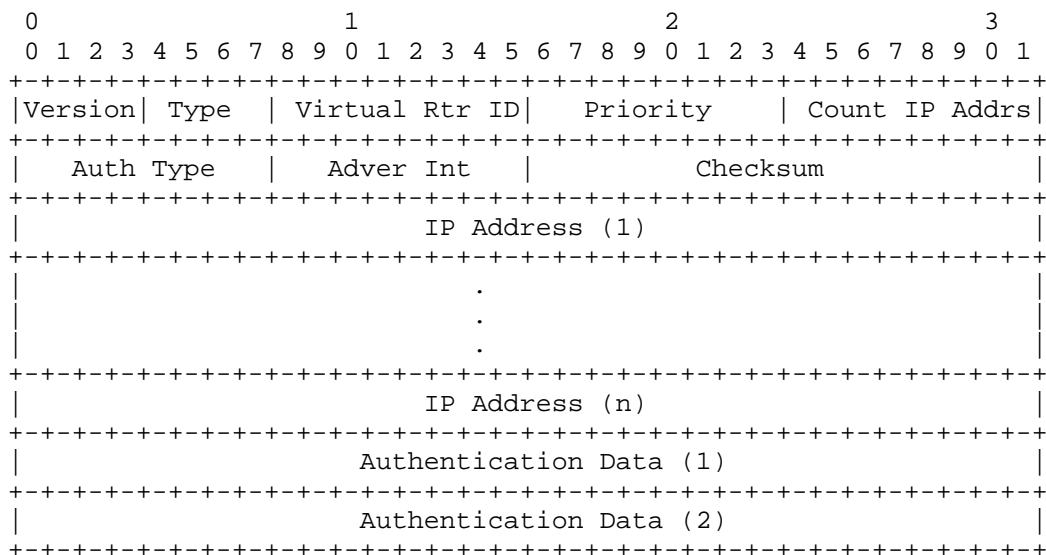 0                   1                   2                   3
 0 1 2 3 4 5 6 7 8 9 0 1 2 3 4 5 6 7 8 9 0 1 2 3 4 5 6 7 8 9 0 1
+-+-+-+-+-+-+-+-+-+-+-+-+-+-+-+-+-+-+-+-+-+-+-+-+-+-+-+-+-+-+-+-+
|Version| Type  | Virtual Rtr ID|   Priority    | Count IP Addrs|
+-+-+-+-+-+-+-+-+-+-+-+-+-+-+-+-+-+-+-+-+-+-+-+-+-+-+-+-+-+-+-+-+
|   Auth Type   |   Adver Int   |          Checksum             |
+-+-+-+-+-+-+-+-+-+-+-+-+-+-+-+-+-+-+-+-+-+-+-+-+-+-+-+-+-+-+-+-+
|                         IP Address (1)                        |
+-+-+-+-+-+-+-+-+-+-+-+-+-+-+-+-+-+-+-+-+-+-+-+-+-+-+-+-+-+-+-+-+
|                            .                                  |
|                            .                                  |
|                            .                                  |
+-+-+-+-+-+-+-+-+-+-+-+-+-+-+-+-+-+-+-+-+-+-+-+-+-+-+-+-+-+-+-+-+
|                         IP Address (n)                        |
+-+-+-+-+-+-+-+-+-+-+-+-+-+-+-+-+-+-+-+-+-+-+-+-+-+-+-+-+-+-+-+-+
|                     Authentication Data (1)                   |
+-+-+-+-+-+-+-+-+-+-+-+-+-+-+-+-+-+-+-+-+-+-+-+-+-+-+-+-+-+-+-+-+
|                     Authentication Data (2)                   |
+-+-+-+-+-+-+-+-+-+-+-+-+-+-+-+-+-+-+-+-+-+-+-+-+-+-+-+-+-+-+-+-+